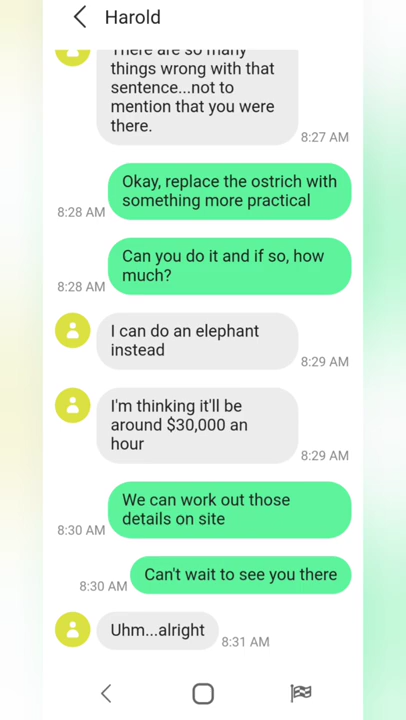 Harold
There are so many
things wrong with that
sentence...not to
mention that you were
there.
8:27 AM
Okay, replace the ostrich with
something more practical
8:28 AM
Can you do it and if so, how
much?
8:28 AM
I can do an elephant
instead
8:29 AM
I'm thinking it'll be
around $30,000 an
hour
8:29 AM
We can work out those
details on site
8:30 AM
Can't wait to see you there
8:30 AM
Uhm...alright
8:31 AM